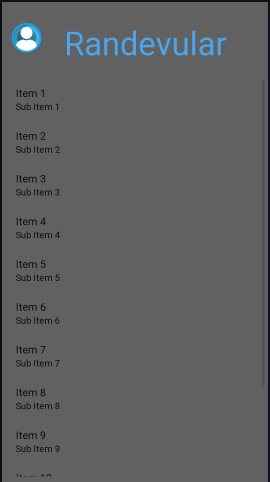 Randevular
Item 1
Sub Item 1
Item 2
Sub Item 2
Item 3
Sub Item 3
Item 4
Sub Item 4
Item 5
Sub Item 5
Item 6
Sub Item 6
Item 7
Sub Item 7
Item 8
Sub Item 8
Item 9
Sub Item 9
Item 10